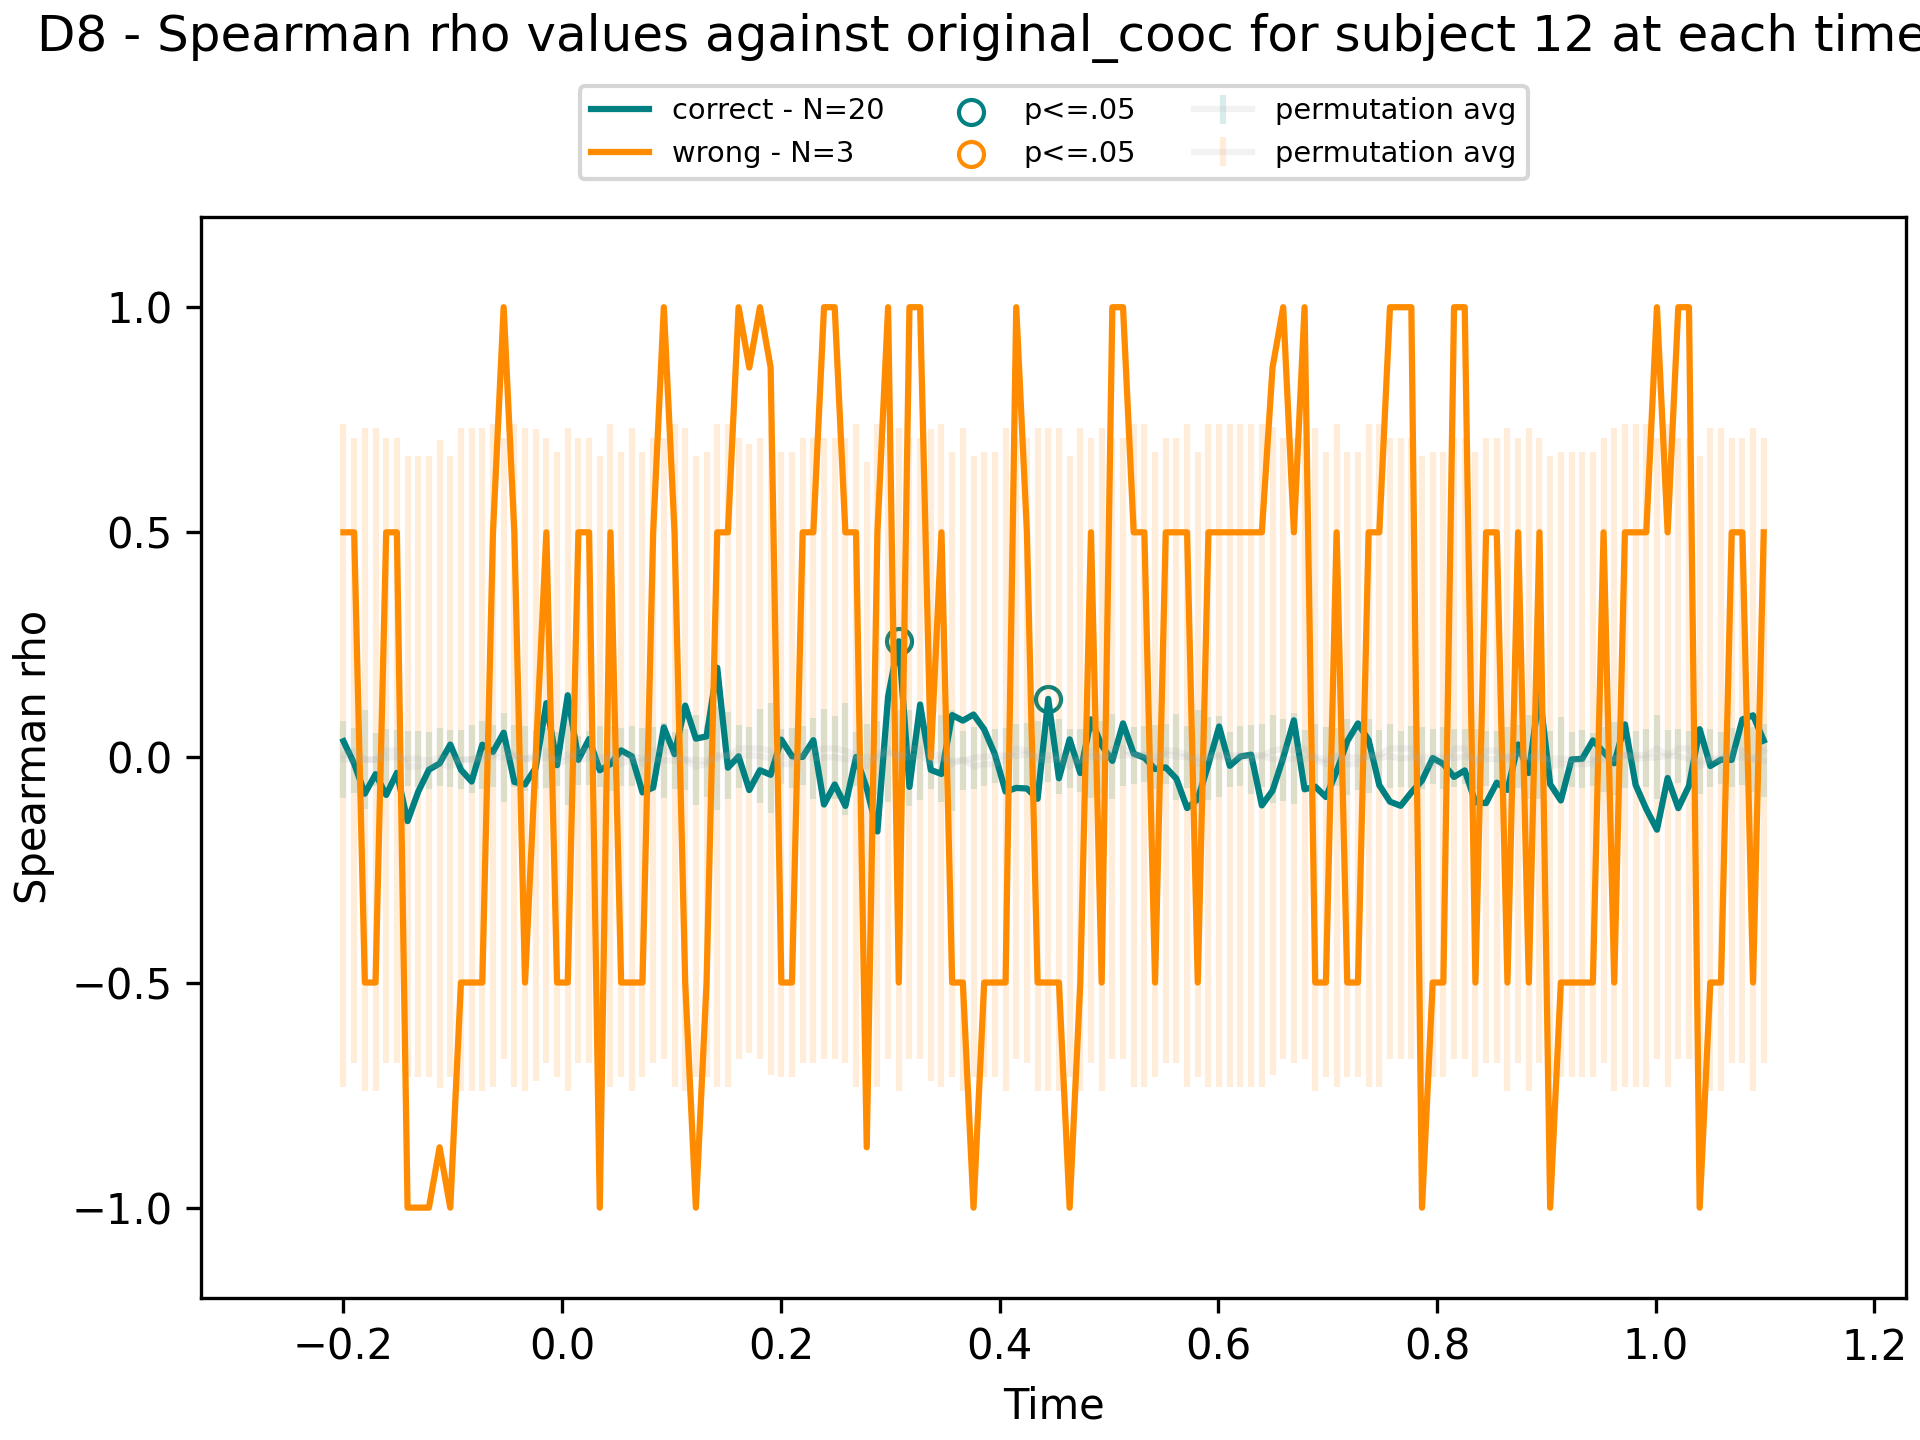 D8 - Spearman rho values against original_cooc for subject 12 at each time
correct - N=20 p<=.05 permutation avg
wrong - N=3 p<=.05 permutation avg
1.0
0.5
0.0
−0.5
−1.0
Spearman rho
−0.2 0.0 0.2 0.4 0.6 0.8 1.0 1.2
Time